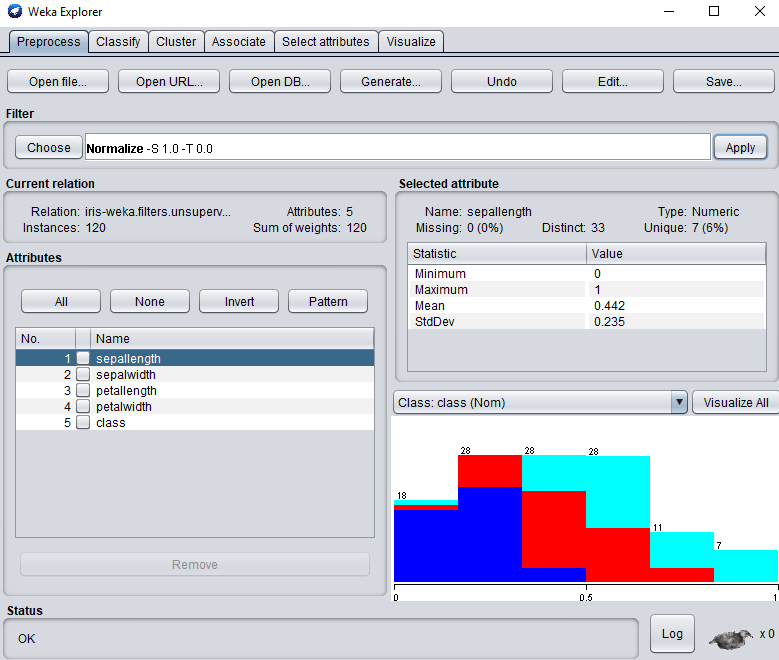 Weka Explorer
Preprocess Classify Cluster Associate Select attributes Visualize
Open file... Open URL... Open DB... Generate... Undo Edit... Save...
Filter
Choose Normalize -S 1.0 -T 0.0 Apply
Current relation
Relation: iris-weka.filters.unsuperv... Attributes: 5
Instances: 120 Sum of weights: 120
Attributes
All None Invert Pattern
No. Name
1 sepallength
2 sepalwidth
3 petallength
4 petalwidth
5 class
Remove
Selected attribute
Name: sepallength Type: Numeric
Missing: 0 (0%) Distinct: 33 Unique: 7 (6%)
Statistic Value
Minimum 0
Maximum 1
Mean 0.442
StdDev 0.235
Class: class (Nom) Visualize All
18 28 28 28 11 7
0 0.5 1
Status
OK Log x 0